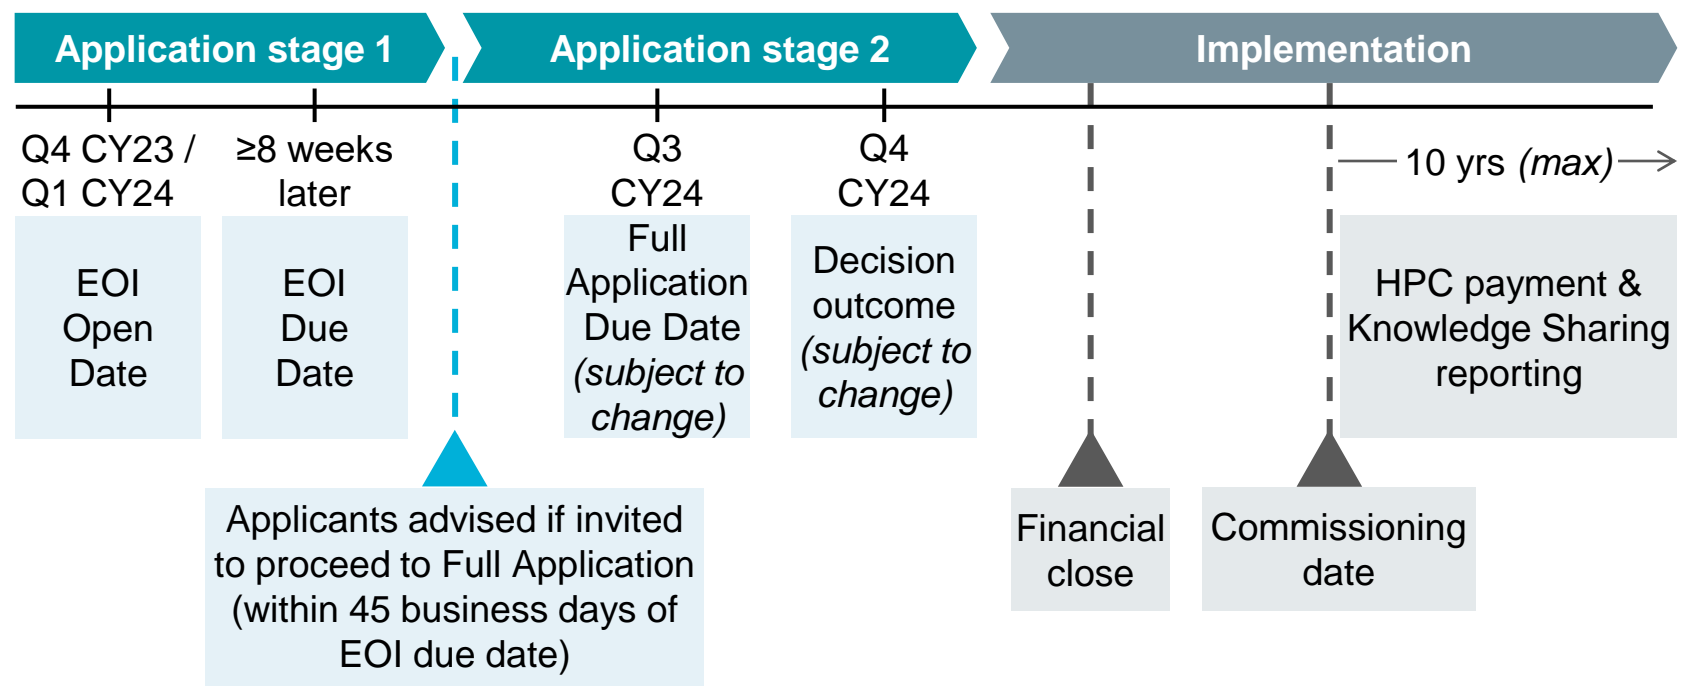 Application stage 1
Application stage 2
Implementation
Q4 CY23 /
Q1 CY24
≥8 weeks
later
Q3
CY24
Q4
CY24
10 yrs (max)
EOI
Open
Date
EOI
Due
Date
Full
Application
Due Date
(subject to
change)
Decision
outcome
(subject to
change)
HPC payment &
Knowledge Sharing
reporting
Applicants advised if invited
to proceed to Full Application
(within 45 business days of
EOI due date)
Financial
close
Commissioning
date